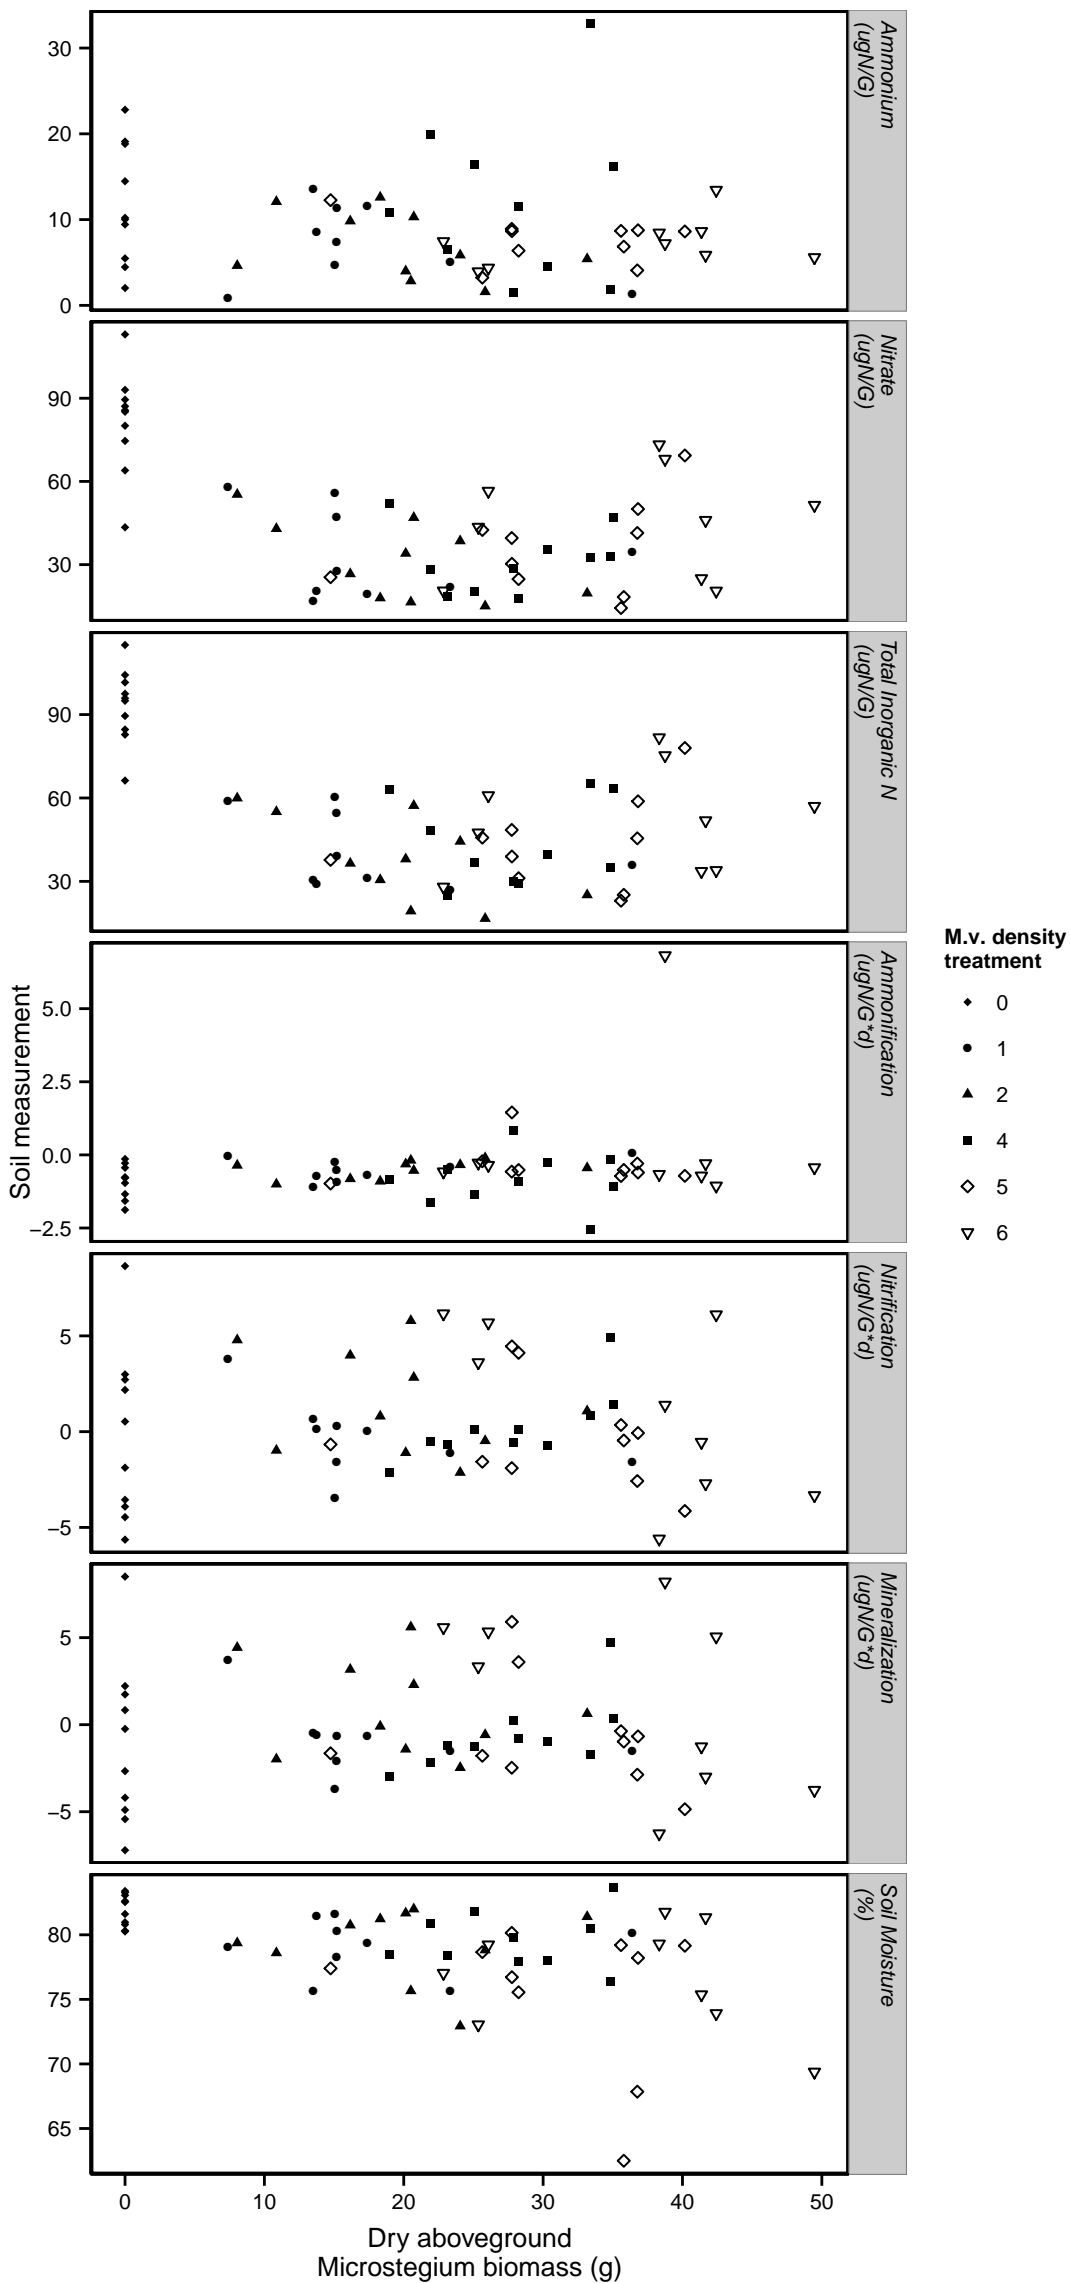 Ammonium
(ugN/G)
30
20
10
0
Nitrate
(ugN/G)
90
60
30
Total Inorganic N
(ugN/G)
90
60
30
Ammonification
(ugN/G*d)
5.0
2.5
0.0
−2.5
Nitrification
(ugN/G*d)
5
0
−5
Mineralization
(ugN/G*d)
5
0
−5
Soil Moisture
(%)
80
75
70
65
0 10 20 30 40 50
Dry aboveground
Microstegium biomass (g)
Soil measurement
M.v. density
treatment
0
1
2
4
5
6